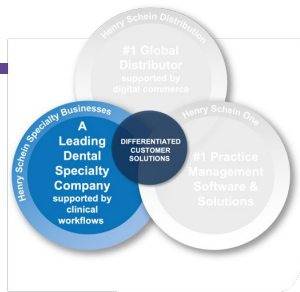 Henry Schein Distribution
#1 Global
Distributor
supported by
digital commerce
Henry Schein Specialty Businesses
A
Leading
Dental
Specialty
Company
supported by
clinical
workflows
DIFFERENTIATED
CUSTOMER
SOLUTIONS
Henry Schein One
#1 Practice
Management
Software &
Solutions